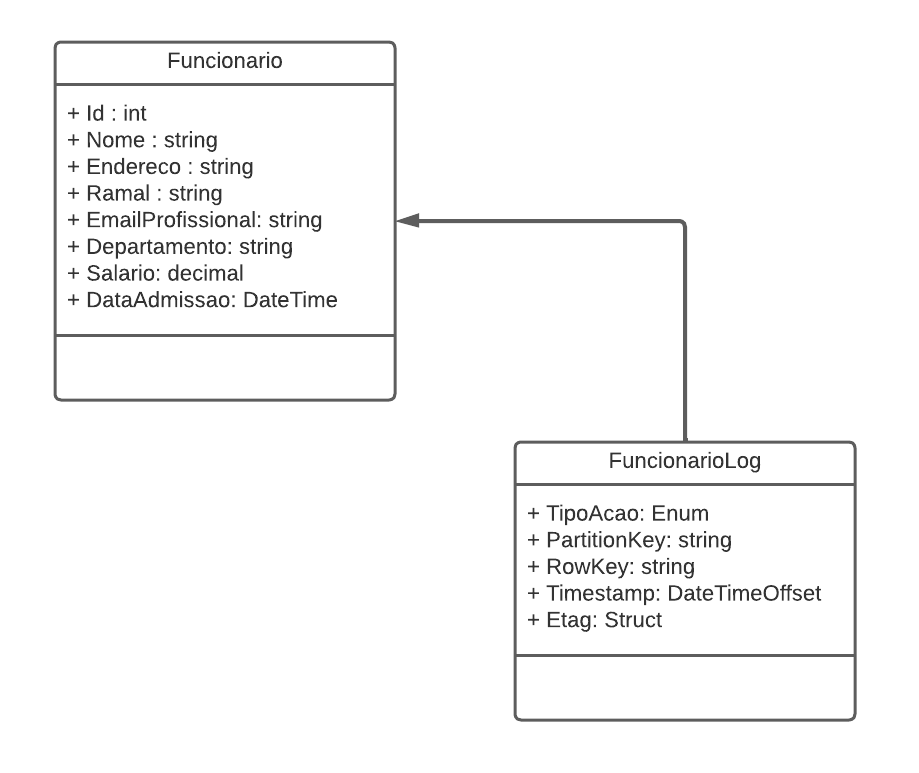 Funcionario
+ Id : int
+ Nome : string
+ Endereco : string
+ Ramal : string
+ EmailProfissional: string
+ Departamento: string
+ Salario: decimal
+ DataAdmissao: DateTime
FuncionarioLog
+ TipoAcao: Enum
+ PartitionKey: string
+ RowKey: string
+ Timestamp: DateTimeOffset
+ Etag: Struct